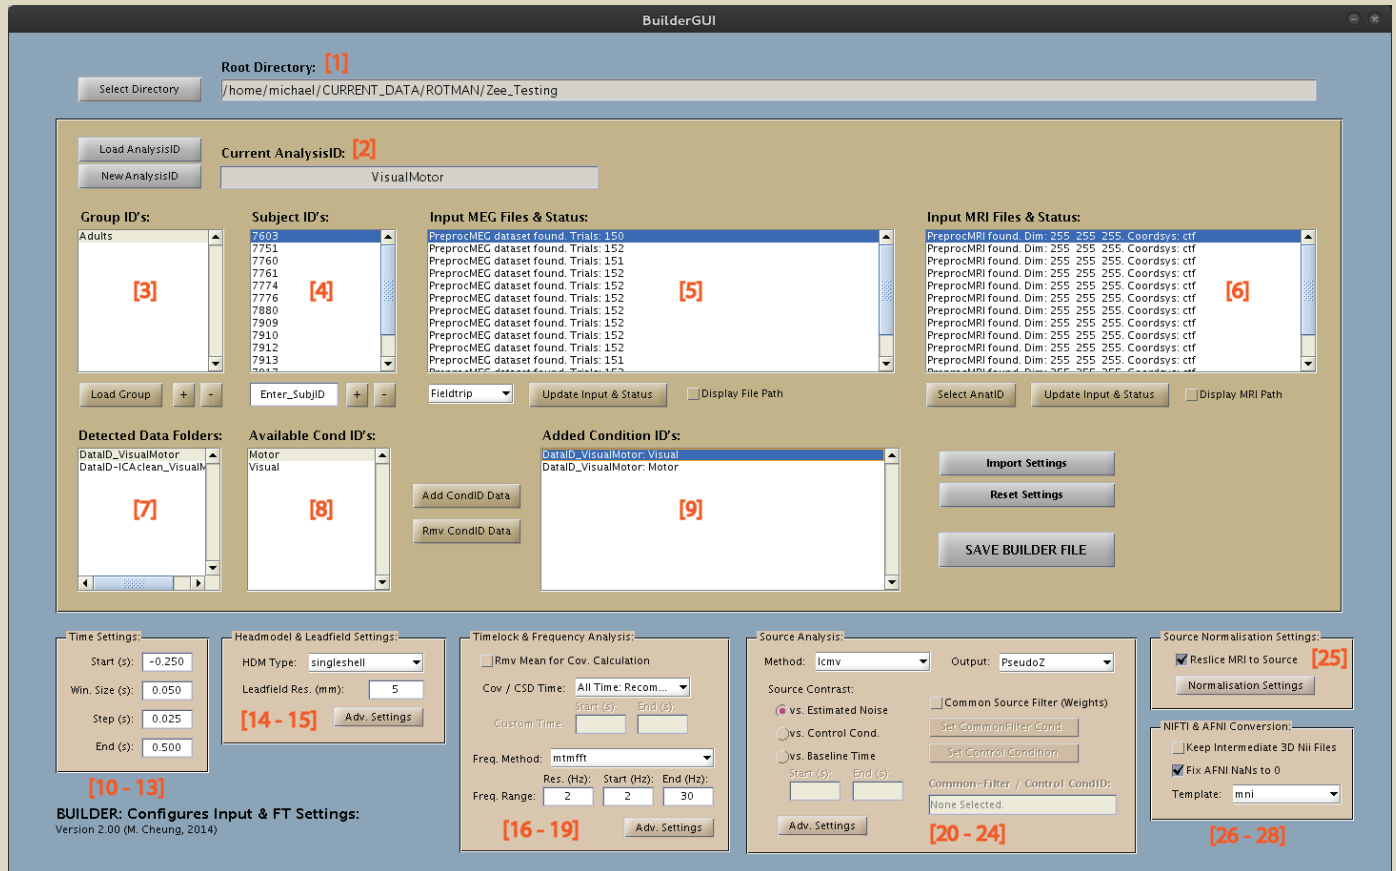 BuilderGUI
Root Directory: [1]
Select Directory
/home/michael/CURRENT_DATA/ROTMAN/Zee_Testing
Load AnalysisID
Current AnalysisID: [2]
New AnalysisID
VisualMotor
Group ID's:
Adults
[3]
Load Group
+
-
Subject ID's:
7603
7751
7760
7761
7774
7776
7880
7909
7910
7912
7913
[4]
Enter_SubjID
+
-
Input MEG Files & Status:
PreprocMEG dataset found. Trials: 150
PreprocMEG dataset found. Trials: 152
PreprocMEG dataset found. Trials: 151
PreprocMEG dataset found. Trials: 152
PreprocMEG dataset found. Trials: 152
PreprocMEG dataset found. Trials: 152
PreprocMEG dataset found. Trials: 152
PreprocMEG dataset found. Trials: 152
PreprocMEG dataset found. Trials: 152
PreprocMEG dataset found. Trials: 152
PreprocMEG dataset found. Trials: 151
[5]
Fieldtrip
Update Input & Status
Display File Path
Input MRI Files & Status:
PreprocMRI found. Dim: 255 255 255. Coordsys: ctf
PreprocMRI found. Dim: 255 255 255. Coordsys: ctf
PreprocMRI found. Dim: 255 255 255. Coordsys: ctf
PreprocMRI found. Dim: 255 255 255. Coordsys: ctf
PreprocMRI found. Dim: 255 255 255. Coordsys: ctf
PreprocMRI found. Dim: 255 255 255. Coordsys: ctf
PreprocMRI found. Dim: 255 255 255. Coordsys: ctf
PreprocMRI found. Dim: 255 255 255. Coordsys: ctf
PreprocMRI found. Dim: 255 255 255. Coordsys: ctf
PreprocMRI found. Dim: 255 255 255. Coordsys: ctf
PreprocMRI found. Dim: 255 255 255. Coordsys: ctf
[6]
Select AnatID
Update Input & Status
Display MRI Path
Detected Data Folders:
DataID_VisualMotor
DataID-ICAclean_VisualM
[7]
Available Cond ID's:
Motor
Visual
[8]
Add CondID Data
Rmv CondID Data
Added Condition ID's:
DataID_VisualMotor: Visual
DataID_VisualMotor: Motor
[9]
Import Settings
Reset Settings
SAVE BUILDER FILE
Time Settings:
Start (s): -0.250
Win. Size (s): 0.050
Step (s): 0.025
End (s): 0.500
[10 - 13]
Headmodel & Leadfield Settings:
HDM Type: singleshell
Leadfield Res. (mm): 5
[14 - 15]
Adv. Settings
Timelock & Frequency Analysis:
Rmv Mean for Cov. Calculation
Cov / CSD Time: All Time: Recom...
Start (s): End (s):
Custom Time:
Freq. Method: mtmfft
Res. (Hz): Start (Hz): End (Hz):
Freq. Range: 2 2 30
[16 - 19]
Adv. Settings
Source Analysis:
Method: lcmv
Output: PseudoZ
Source Contrast:
vs. Estimated Noise
vs. Control Cond.
vs. Baseline Time
Start (s): End (s):
Adv. Settings
Common Source Filter (Weights)
Set CommonFilter Cond.
Set Control Condition
Common-Filter / Control CondID:
None Selected.
[20 - 24]
Source Normalisation Settings:
Reslice MRI to Source [25]
Normalisation Settings
NIFTI & AFNI Conversion:
Keep Intermediate 3D Nii Files
Fix AFNI NaNs to 0
Template: mni
[26 - 28]
BUILDER: Configures Input & FT Settings:
Version 2.00 (M. Cheung, 2014)